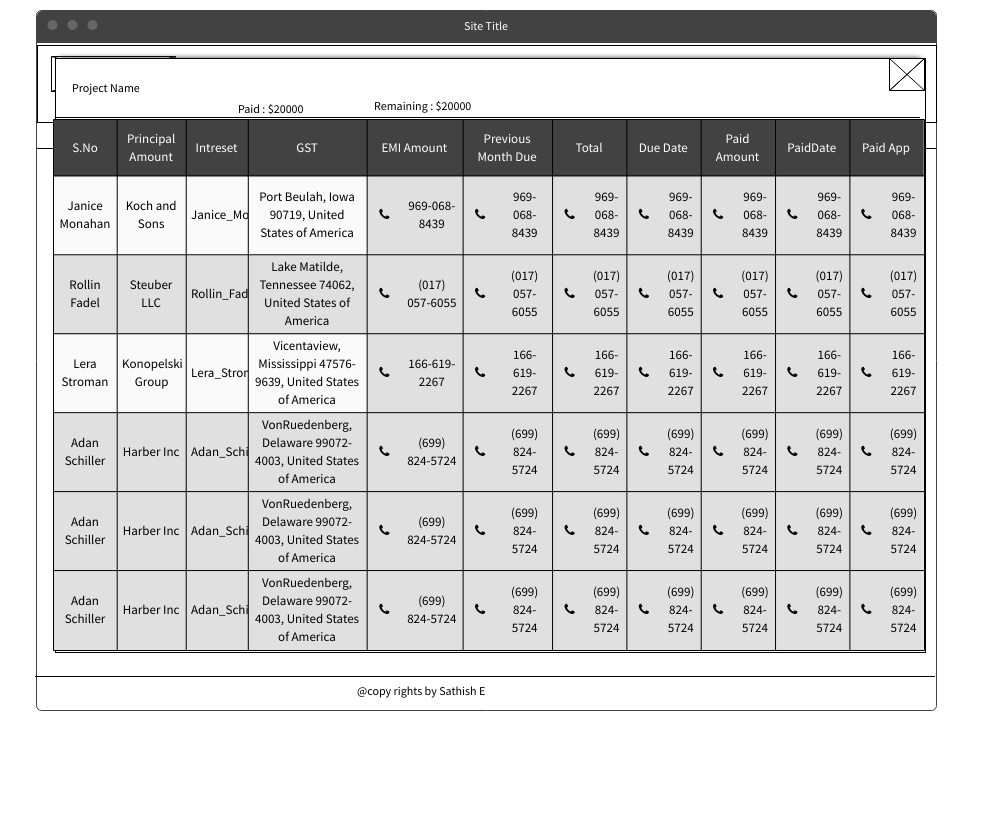 Site Title
Project Name
Paid : $20000
Remaining : $20000
S.No
Principal
Amount
Intreset
GST
EMI Amount
Previous
Month Due
Total
Due Date
Paid
Amount
PaidDate
Paid App
Janice
Monahan
Koch and
Sons
Janice_Mo
Port Beulah, Iowa
90719, United
States of America
969-068-
8439
969-
068-
8439
969-
068-
8439
969-
068-
8439
969-
068-
8439
969-
068-
8439
969-
068-
8439
Rollin
Fadel
Steuber
LLC
Rollin_Fad
Lake Matilde,
Tennessee 74062,
United States of
America
(017)
057-6055
(017)
057-
6055
(017)
057-
6055
(017)
057-
6055
(017)
057-
6055
(017)
057-
6055
(017)
057-
6055
Lera
Stroman
Konopelski
Group
Lera_Stror
Vicentaview,
Mississippi 47576-
9639, United States
of America
166-619-
2267
166-
619-
2267
166-
619-
2267
166-
619-
2267
166-
619-
2267
166-
619-
2267
166-
619-
2267
Adan
Schiller
Harber Inc
Adan_Schi
VonRuedenberg,
Delaware 99072-
4003, United States
of America
(699)
824-5724
(699)
824-
5724
(699)
824-
5724
(699)
824-
5724
(699)
824-
5724
(699)
824-
5724
(699)
824-
5724
Adan
Schiller
Harber Inc
Adan_Schi
VonRuedenberg,
Delaware 99072-
4003, United States
of America
(699)
824-5724
(699)
824-
5724
(699)
824-
5724
(699)
824-
5724
(699)
824-
5724
(699)
824-
5724
(699)
824-
5724
Adan
Schiller
Harber Inc
Adan_Schi
VonRuedenberg,
Delaware 99072-
4003, United States
of America
(699)
824-5724
(699)
824-
5724
(699)
824-
5724
(699)
824-
5724
(699)
824-
5724
(699)
824-
5724
(699)
824-
5724
@copy rights by Sathish E